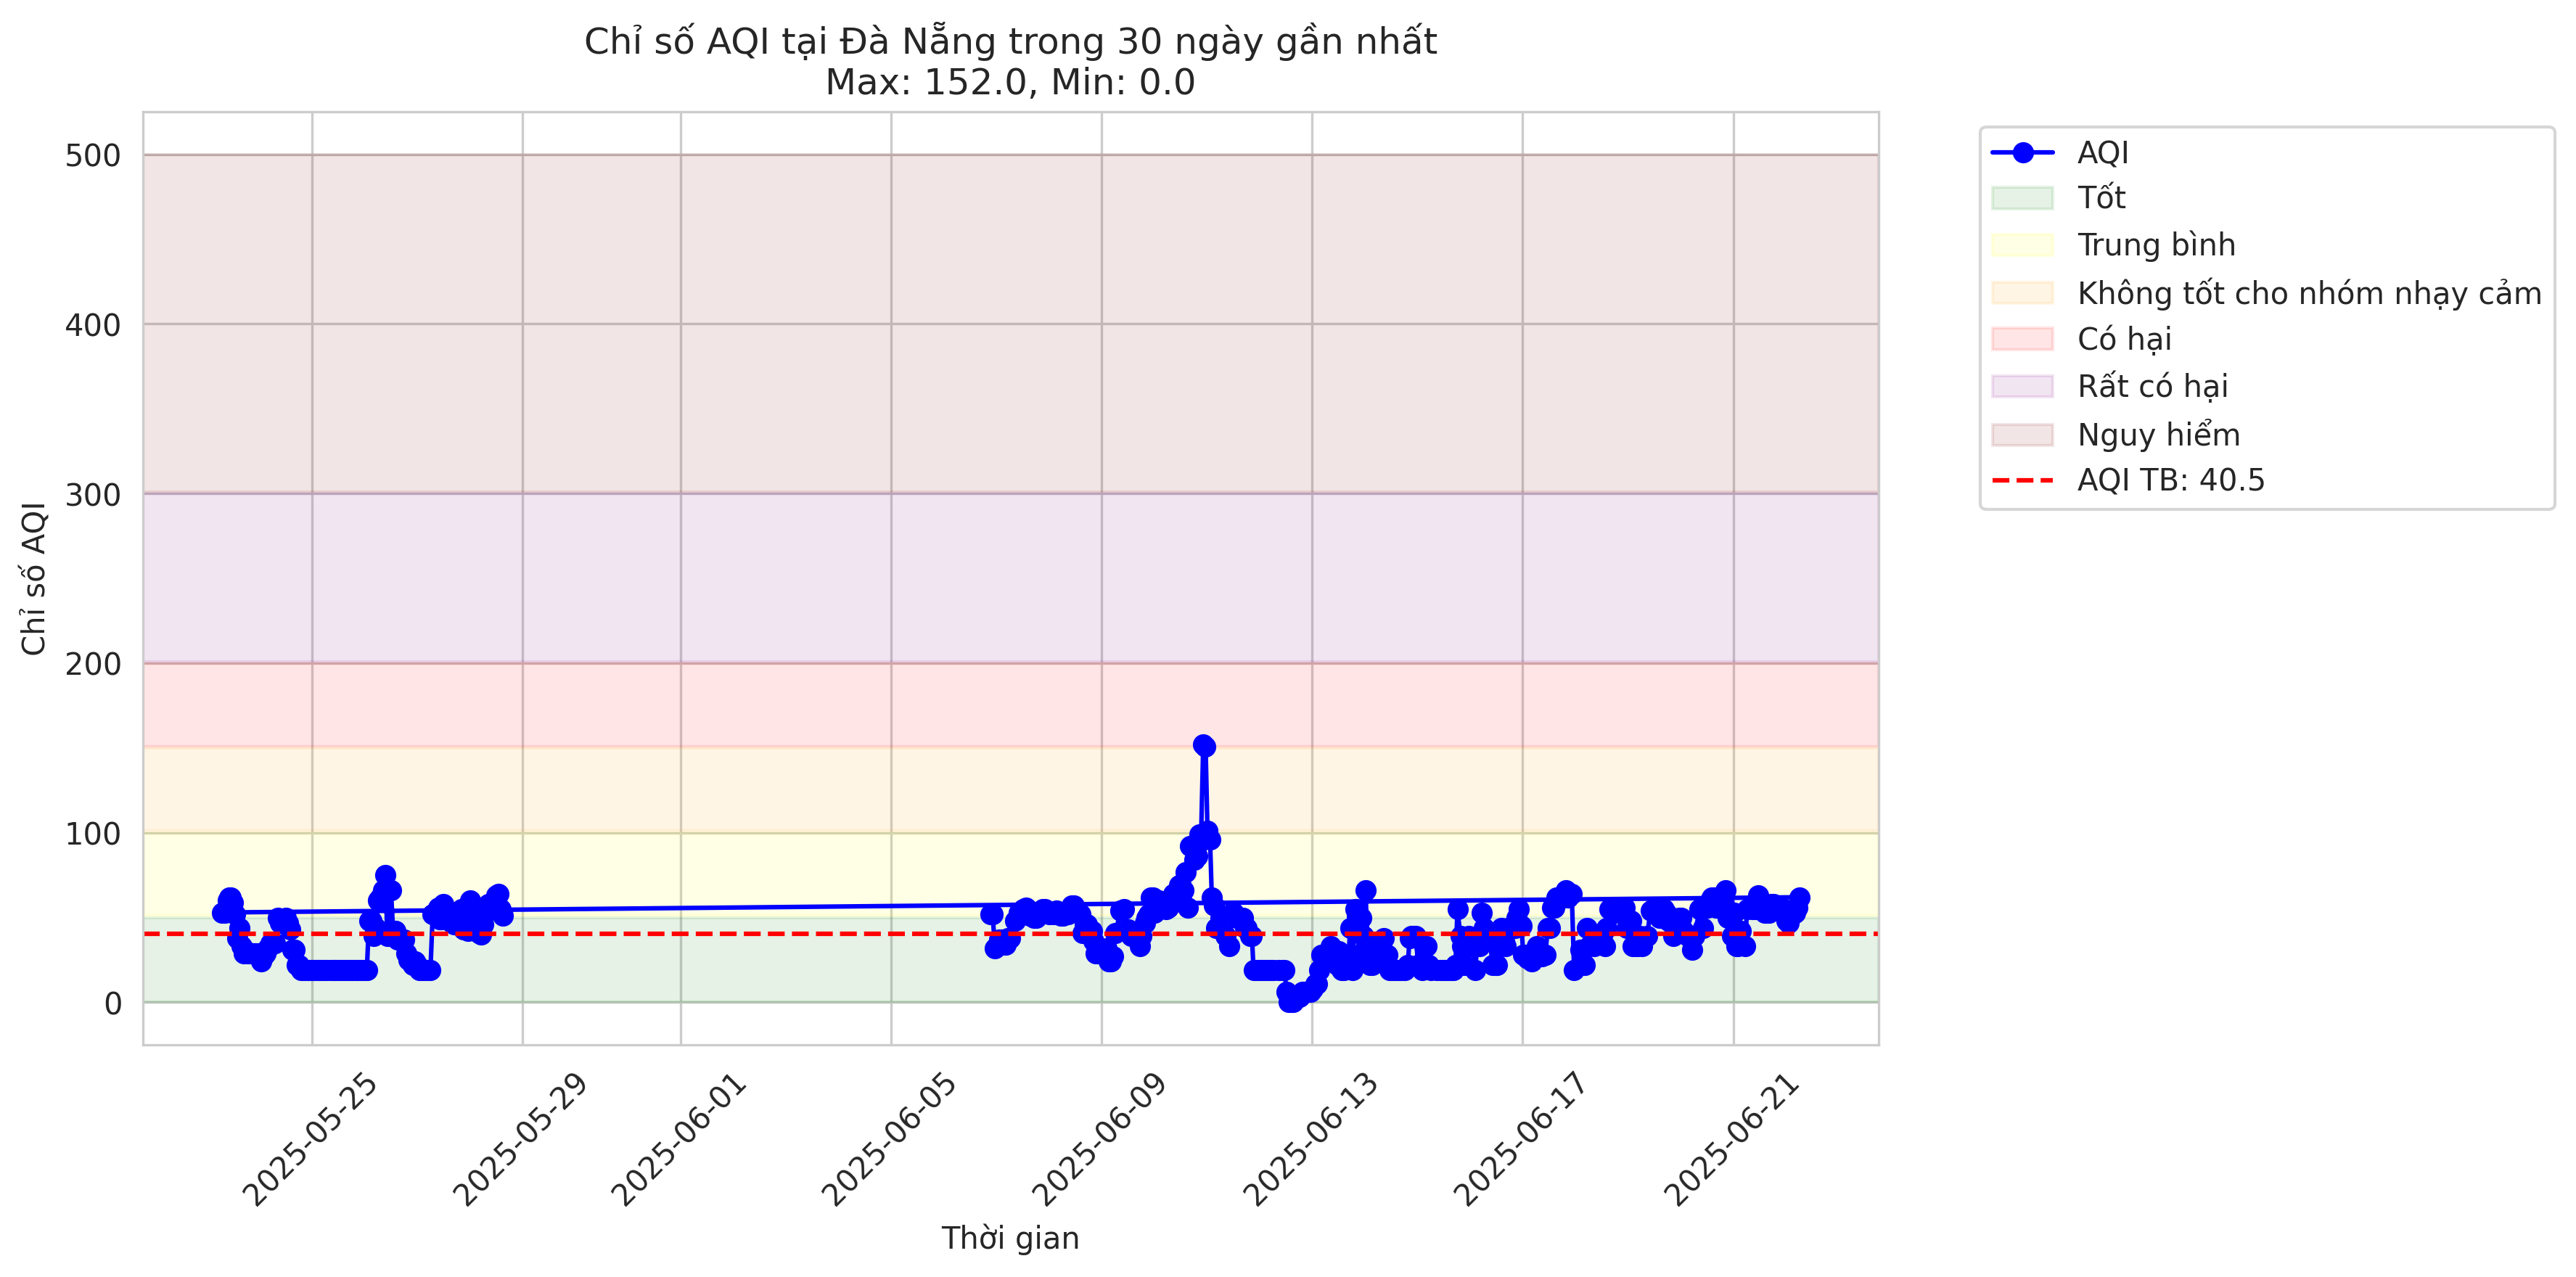 Chỉ số AQI tại Đà Nẵng trong 30 ngày gần nhất
Max: 152.0, Min: 0.0
Chỉ số AQI
500
400
300
200
100
0
2025-05-25
2025-05-29
2025-06-01
2025-06-05
2025-06-09
2025-06-13
2025-06-17
2025-06-21
Thời gian
AQI
Tốt
Trung bình
Không tốt cho nhóm nhạy cảm
Có hại
Rất có hại
Nguy hiểm
AQI TB: 40.5